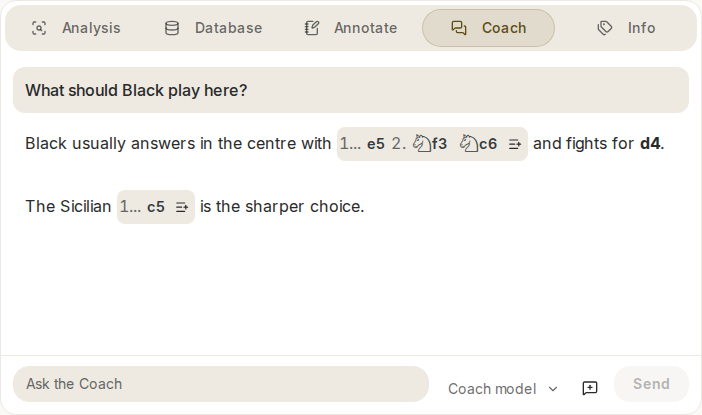 Analysis Database Annotate Coach Info
What should Black play here?
Black usually answers in the centre with 1... e5 2. ♘f3 ♘c6 and fights for d4.
The Sicilian 1... c5 is the sharper choice.
Ask the Coach Coach model Send